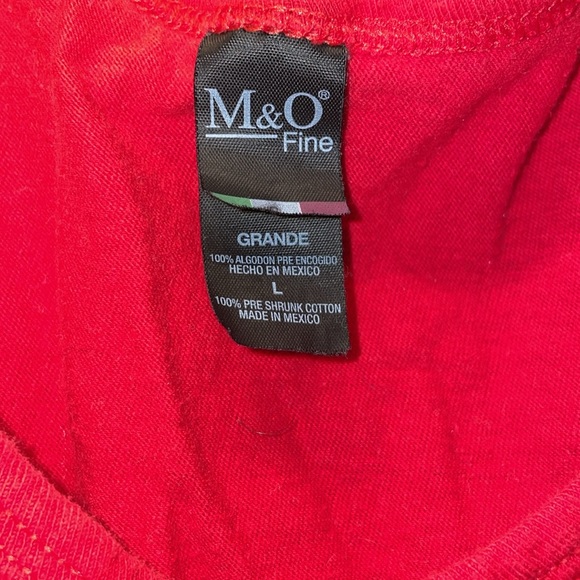 M&O®
Fine
GRANDE
100% ALGODON PRE ENCOGIDO
HECHO EN MEXICO
L
100% PRE SHRUNK COTTON
MADE IN MEXICO